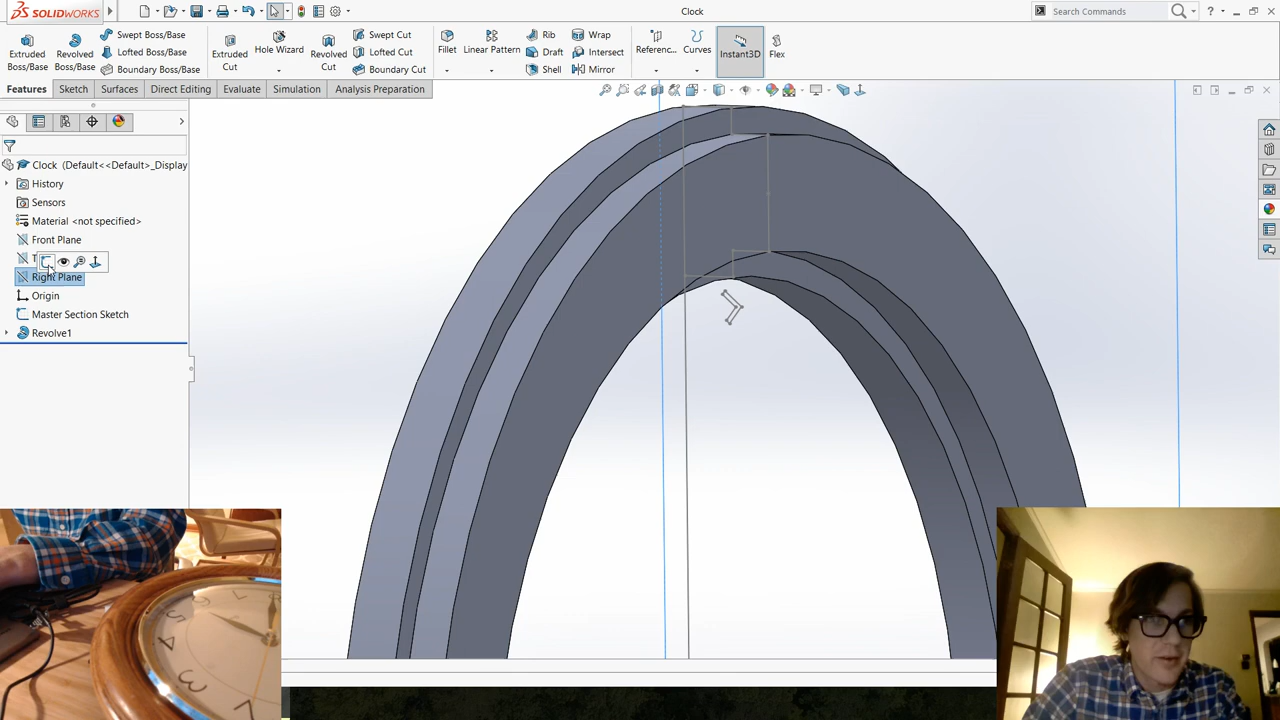 SOLIDWORKS
Clock
Search Commands
Extruded Boss/Base
Revolved Boss/Base
Swept Boss/Base
Lofted Boss/Base
Boundary Boss/Base
Extruded Cut
Hole Wizard
Revolved Cut
Swept Cut
Lofted Cut
Boundary Cut
Fillet
Linear Pattern
Rib
Draft
Shell
Wrap
Intersect
Mirror
Referenc...
Curves
Instant3D
Flex
Features
Sketch
Surfaces
Direct Editing
Evaluate
Simulation
Analysis Preparation
Clock (Default<<Default>_Display
History
Sensors
Material <not specified>
Front Plane
T
Right Plane
Origin
Master Section Sketch
Revolve1